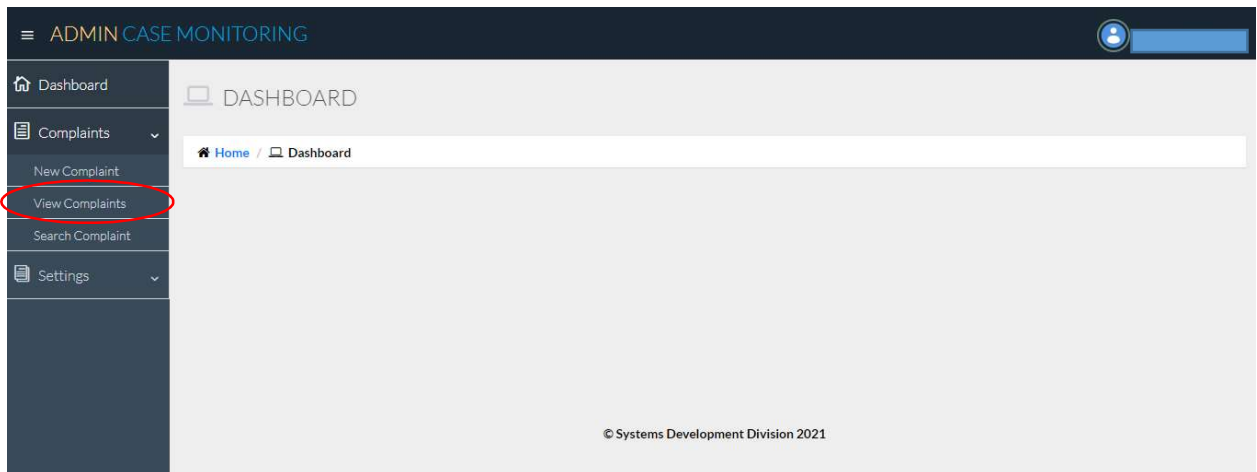 ADMIN CASE MONITORING
Dashboard
Complaints
New Complaint
View Complaints
Search Complaint
Settings
DASHBOARD
Home / Dashboard
© Systems Development Division 2021